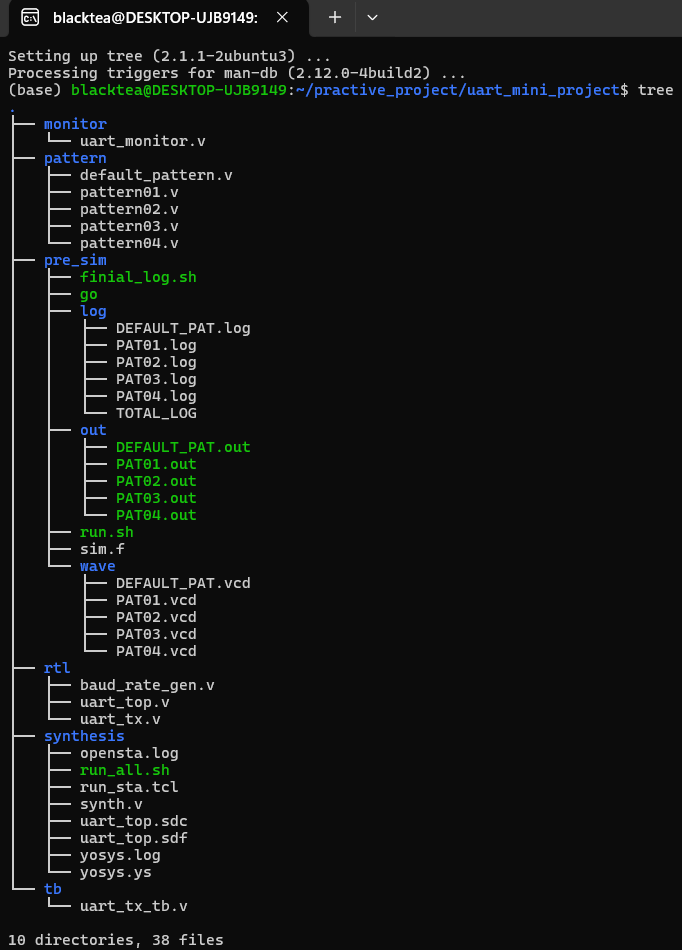 blacktea@DESKTOP-UJB9149:
Setting up tree (2.1.1-2ubuntu3) ...
Processing triggers for man-db (2.12.0-4build2) ...
(base) blacktea@DESKTOP-UJB9149:~/practive_project/uart_mini_project$ tree
.
├── monitor
│   └── uart_monitor.v
├── pattern
│   ├── default_pattern.v
│   ├── pattern01.v
│   ├── pattern02.v
│   ├── pattern03.v
│   └── pattern04.v
├── pre_sim
│   ├── finial_log.sh
│   ├── go
│   ├── log
│   │   ├── DEFAULT_PAT.log
│   │   ├── PAT01.log
│   │   ├── PAT02.log
│   │   ├── PAT03.log
│   │   ├── PAT04.log
│   │   └── TOTAL_LOG
│   ├── out
│   │   ├── DEFAULT_PAT.out
│   │   ├── PAT01.out
│   │   ├── PAT02.out
│   │   ├── PAT03.out
│   │   └── PAT04.out
│   ├── run.sh
│   ├── sim.f
│   └── wave
│       ├── DEFAULT_PAT.vcd
│       ├── PAT01.vcd
│       ├── PAT02.vcd
│       ├── PAT03.vcd
│       └── PAT04.vcd
├── rtl
│   ├── baud_rate_gen.v
│   ├── uart_top.v
│   └── uart_tx.v
├── synthesis
│   ├── opensta.log
│   ├── run_all.sh
│   ├── run_sta.tcl
│   ├── synth.v
│   ├── uart_top.sdc
│   ├── uart_top.sdf
│   ├── yosys.log
│   └── yosys.ys
└── tb
    └── uart_tx_tb.v
10 directories, 38 files